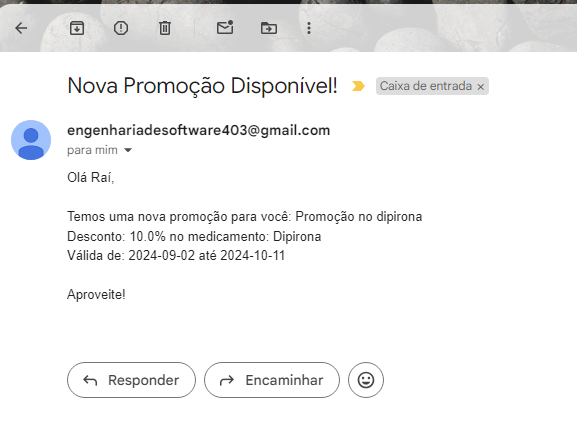 Nova Promoção Disponível!
Caixa de entrada ×
engenhariadesoftware403@gmail.com
para mim
Olá Raí,
Temos uma nova promoção para você: Promoção no dipirona
Desconto: 10.0% no medicamento: Dipirona
Válida de: 2024-09-02 até 2024-10-11
Aproveite!
Responder
Encaminhar